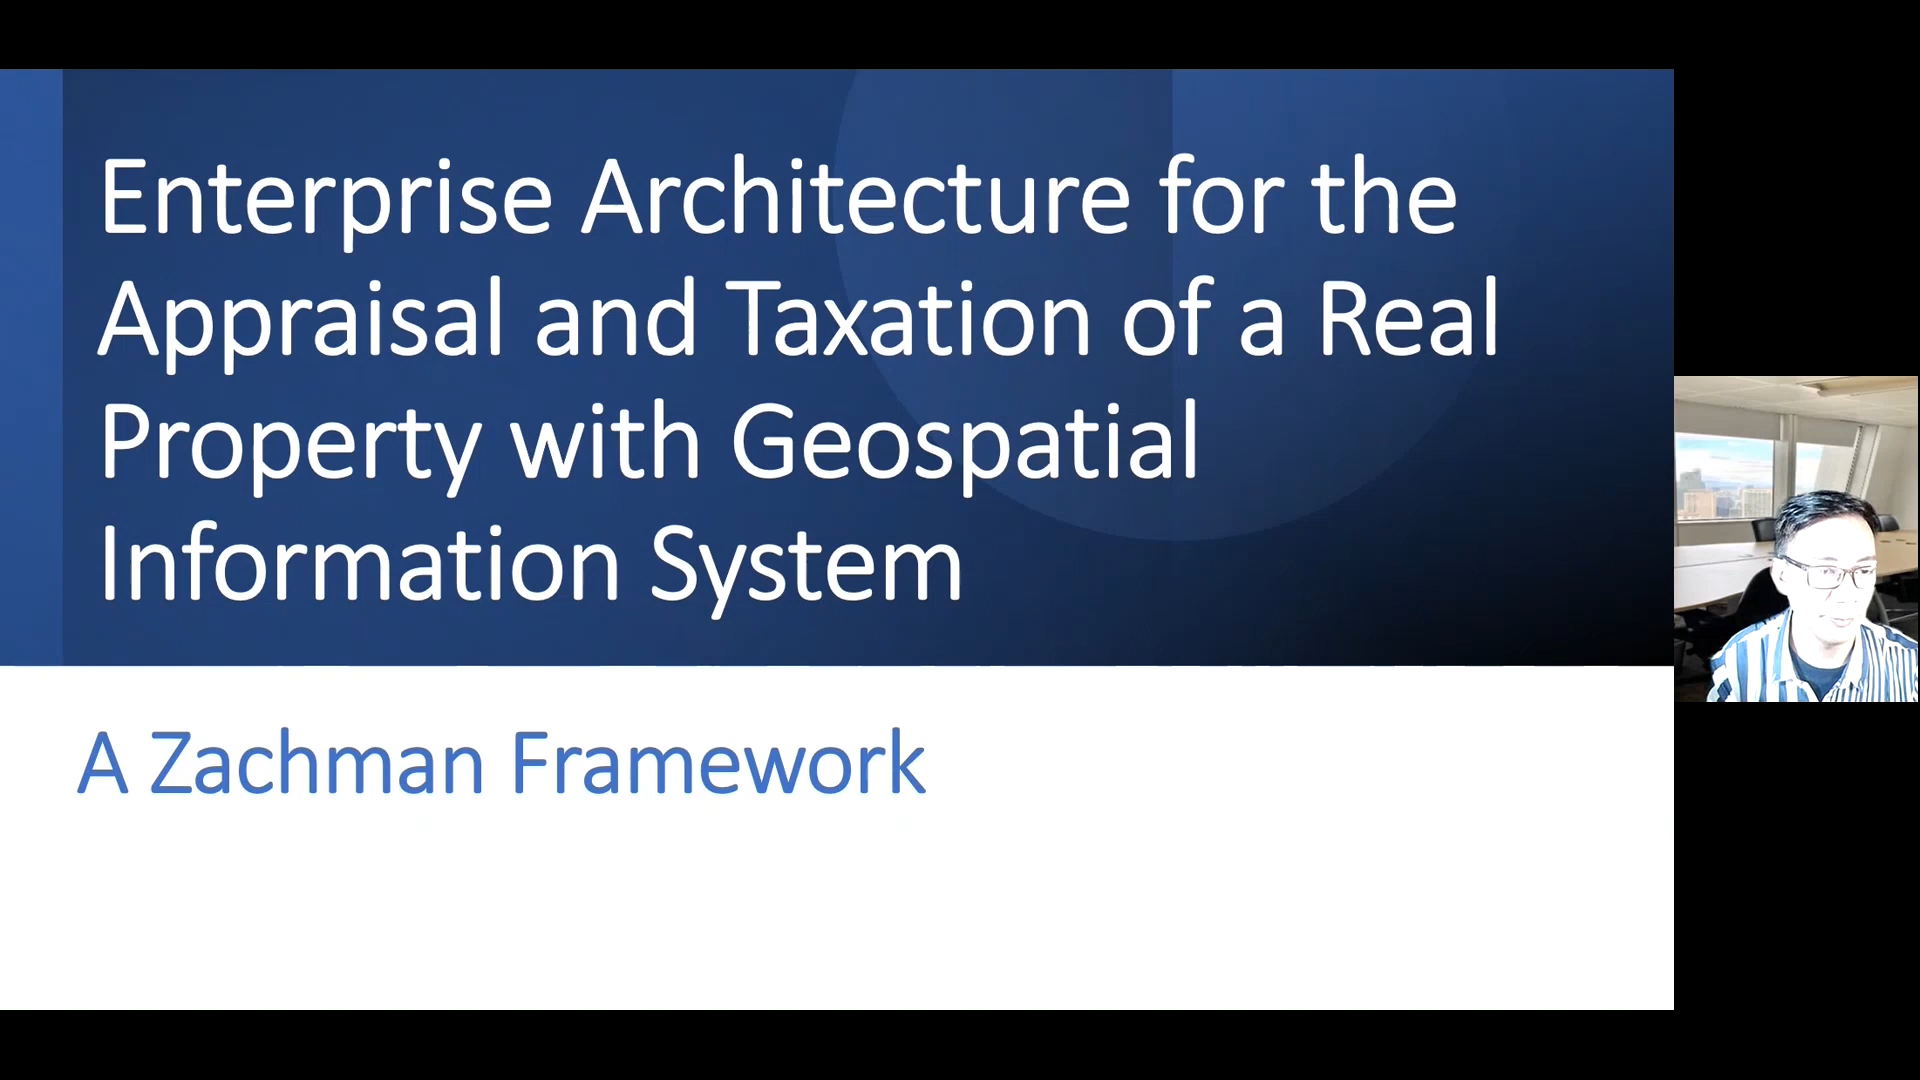 Enterprise Architecture for the
Appraisal and Taxation of a Real
Property with Geospatial
Information System
A Zachman Framework